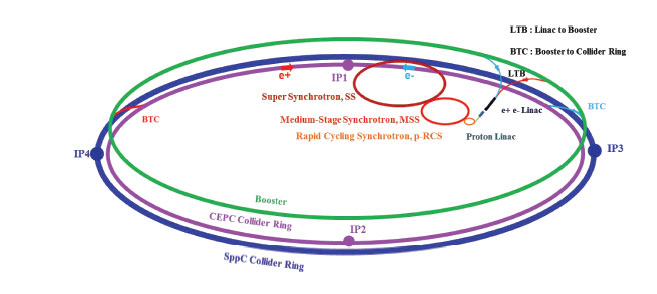 LTB : Linac to Booster
BTC : Booster to Collider Ring
e+
IP1
e-
LTB
Super Synchrotron, SS
e+ e- Linac
BTC
BTC
Medium-Stage Synchrotron, MSS
Rapid Cycling Synchrotron, p-RCS
Proton Linac
IP4
IP3
Booster
CEPC Collider Ring
IP2
SppC Collider Ring